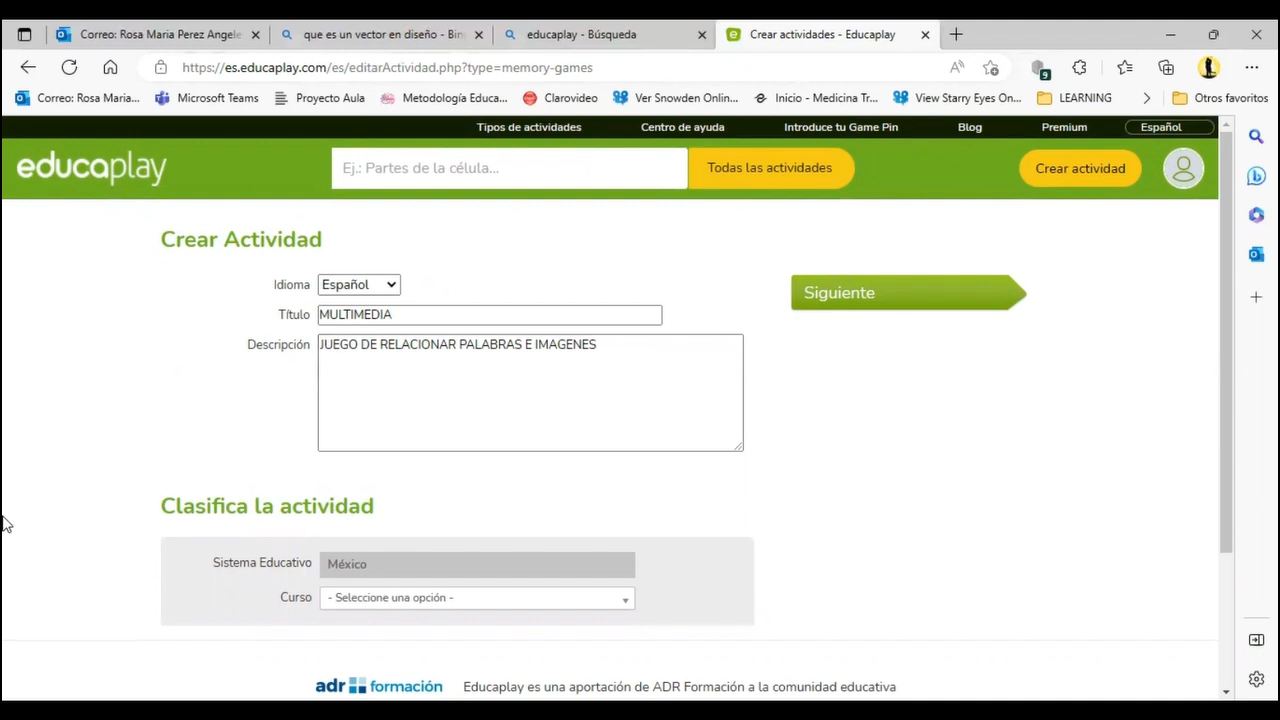 Correo: Rosa Maria Perez Angele
que es un vector en diseño - Bin
educaplay - Búsqueda
Crear actividades - Educaplay
https://es.educaplay.com/es/editarActividad.php?type=memory-games
9
Correo: Rosa Maria...
Microsoft Teams
Proyecto Aula
Metodología Educa...
Clarovideo
Ver Snowden Onlin...
Inicio - Medicina Tr...
View Starry Eyes On...
LEARNING
Otros favoritos
Tipos de actividades
Centro de ayuda
Introduce tu Game Pin
Blog
Premium
Español
educaplay
Ej.: Partes de la célula...
Todas las actividades
Crear actividad
Crear Actividad
Idioma Español
Siguiente
Título MULTIMEDIA
Descripción JUEGO DE RELACIONAR PALABRAS E IMAGENES
Clasifica la actividad
Sistema Educativo México
Curso - Seleccione una opción -
adr formación Educaplay es una aportación de ADR Formación a la comunidad educativa